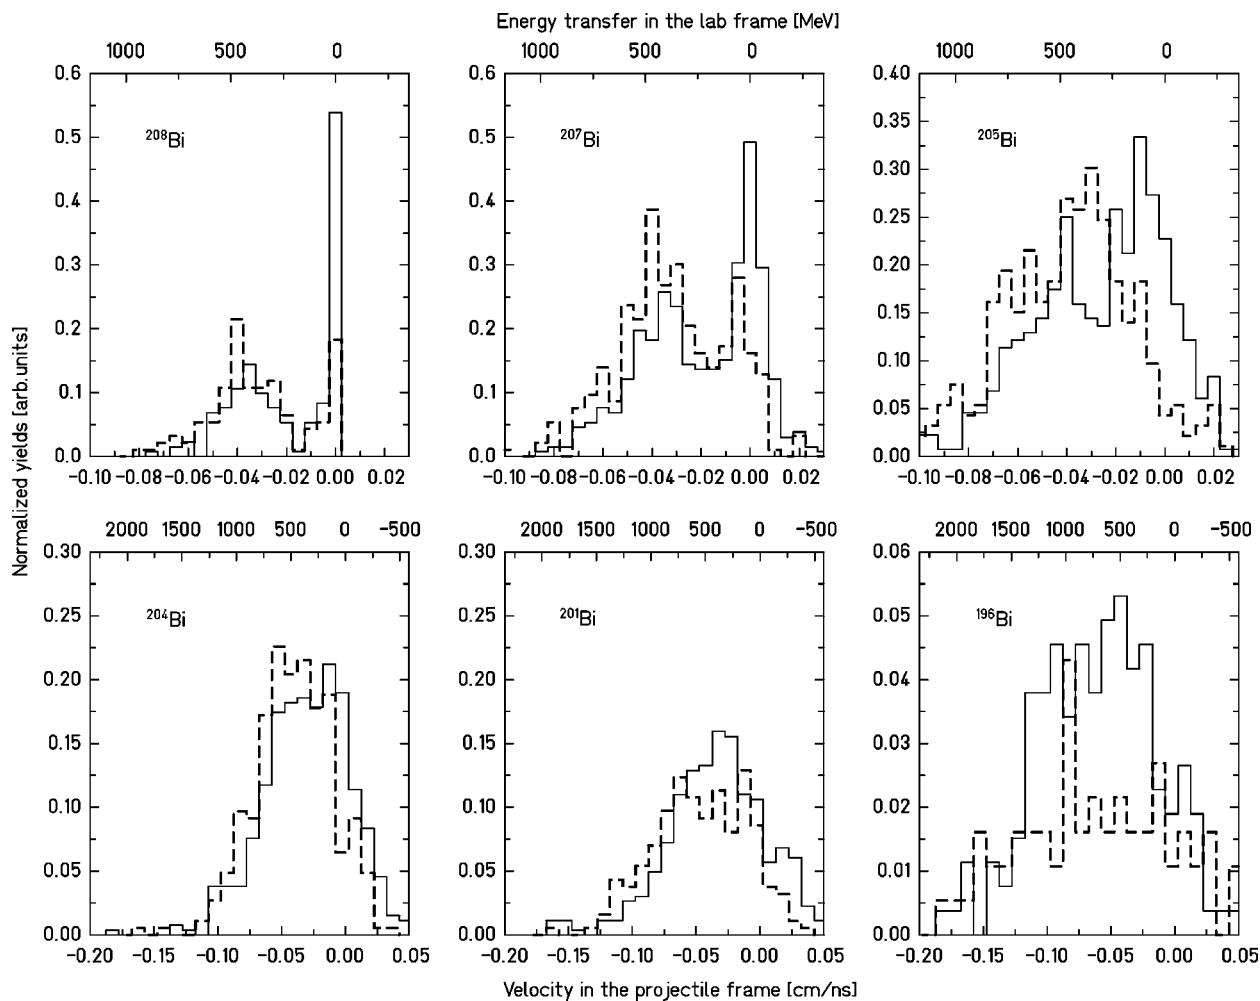 Energy transfer in the lab frame [MeV]
1000 500 0 1000 500 0 1000 500 0
0.6 0.6 0.40
²⁰⁸Bi ²⁰⁷Bi ²⁰⁵Bi
0.5 0.5 0.35
0.4 0.4 0.30
0.3 0.3 0.25
0.2 0.2 0.20
0.1 0.1 0.15
0.0 0.0 0.10
0.05
0.00
−0.10 −0.08 −0.06 −0.04 −0.02 0.00 0.02 −0.10 −0.08 −0.06 −0.04 −0.02 0.00 0.02 −0.10 −0.08 −0.06 −0.04 −0.02 0.00 0.02
Normalized yields [arb.units]
2000 1500 1000 500 0 −500 2000 1500 1000 500 0 −500 2000 1500 1000 500 0 −500
0.30 0.30 0.06
²⁰⁴Bi ²⁰¹Bi ¹⁹⁶Bi
0.25 0.25 0.05
0.20 0.20 0.04
0.15 0.15 0.03
0.10 0.10 0.02
0.05 0.05 0.01
0.00 0.00 0.00
−0.20 −0.15 −0.10 −0.05 0.00 0.05 −0.20 −0.15 −0.10 −0.05 0.00 0.05 −0.20 −0.15 −0.10 −0.05 0.00 0.05
Velocity in the projectile frame [cm/ns]